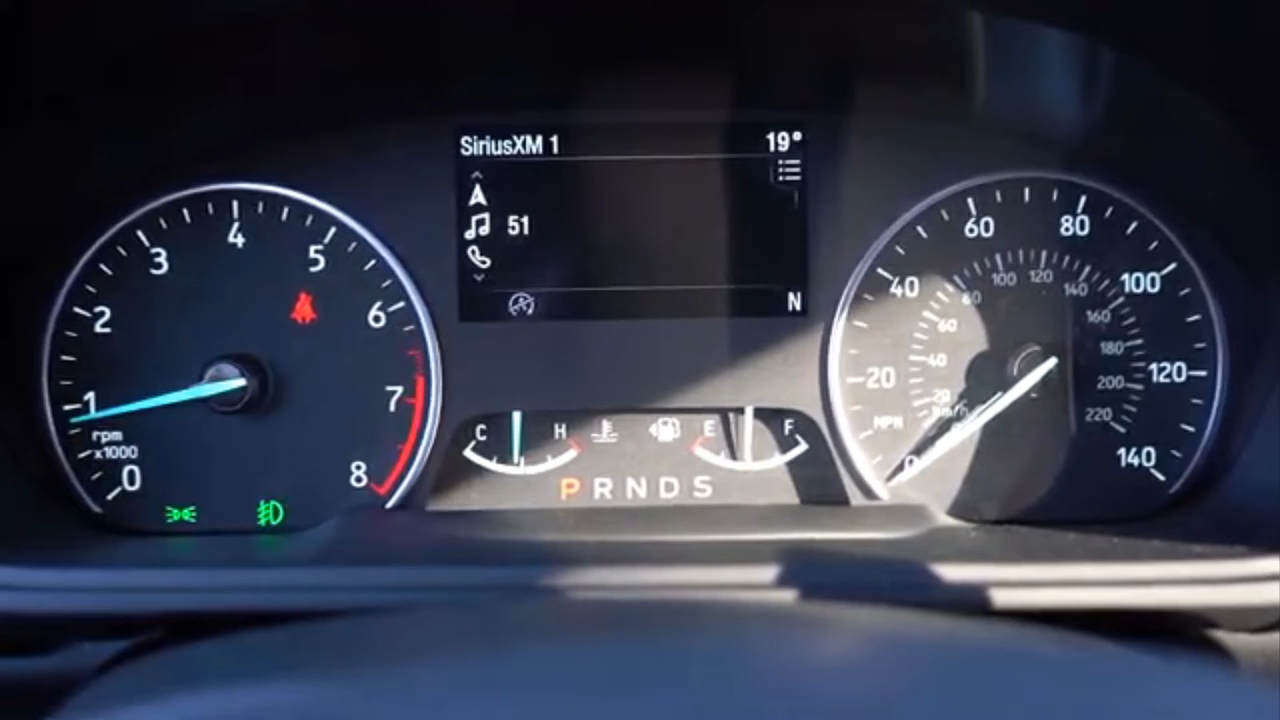 SiriusXM 1 19°
51
N
0 1 2 3 4 5 6 7 8
rpm
x1000
C H E F
P R N D S
0 20 40 60 80 100 120 140
MPH
20 40 60 80 100 120 140 160 180 200 220
km/h